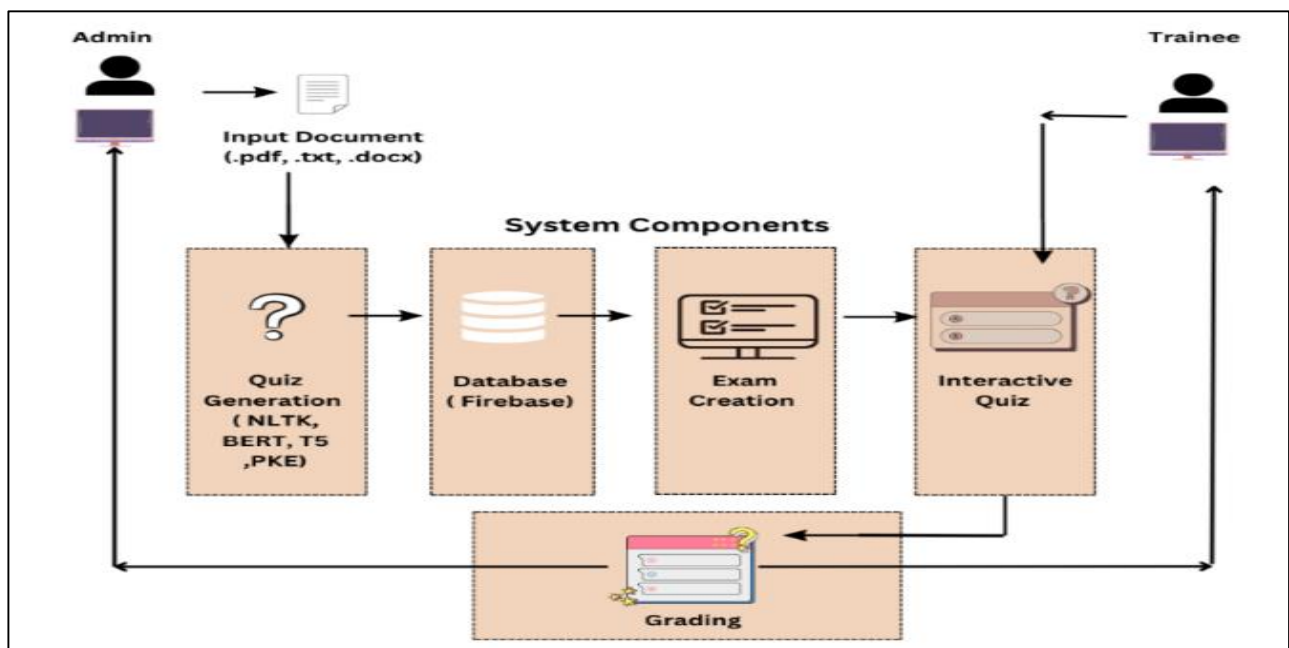 Admin
Trainee
Input Document
(.pdf, .txt, .docx)
System Components
Quiz
Generation
( NLTK,
BERT, T5
,PKE)
Database
( Firebase)
Exam
Creation
Interactive
Quiz
Grading